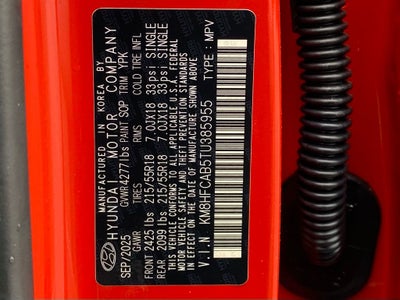 MANUFACTURED IN KOREA BY
HYUNDAI MOTOR COMPANY
SEP/2025 GVWR 4277lbs PAINT SOP TRIM YPK
GAWR TIRES RIMS COLD TIRE INFL
FRONT 2425 lbs 215/55R18 7.0JX18 33psi SINGLE
REAR 2099 lbs 215/55R18 7.0JX18 33psi SINGLE
THIS VEHICLE CONFORMS TO ALL APPLICABLE U.S. FEDERAL
MOTOR VEHICLE SAFETY, BUMPER, AND THEFT PREVENTION STANDARDS
IN EFFECT ON THE DATE OF MANUFACTURE SHOWN ABOVE.
V.I.N KM8HFCAB5TU385955 TYPE : MPV